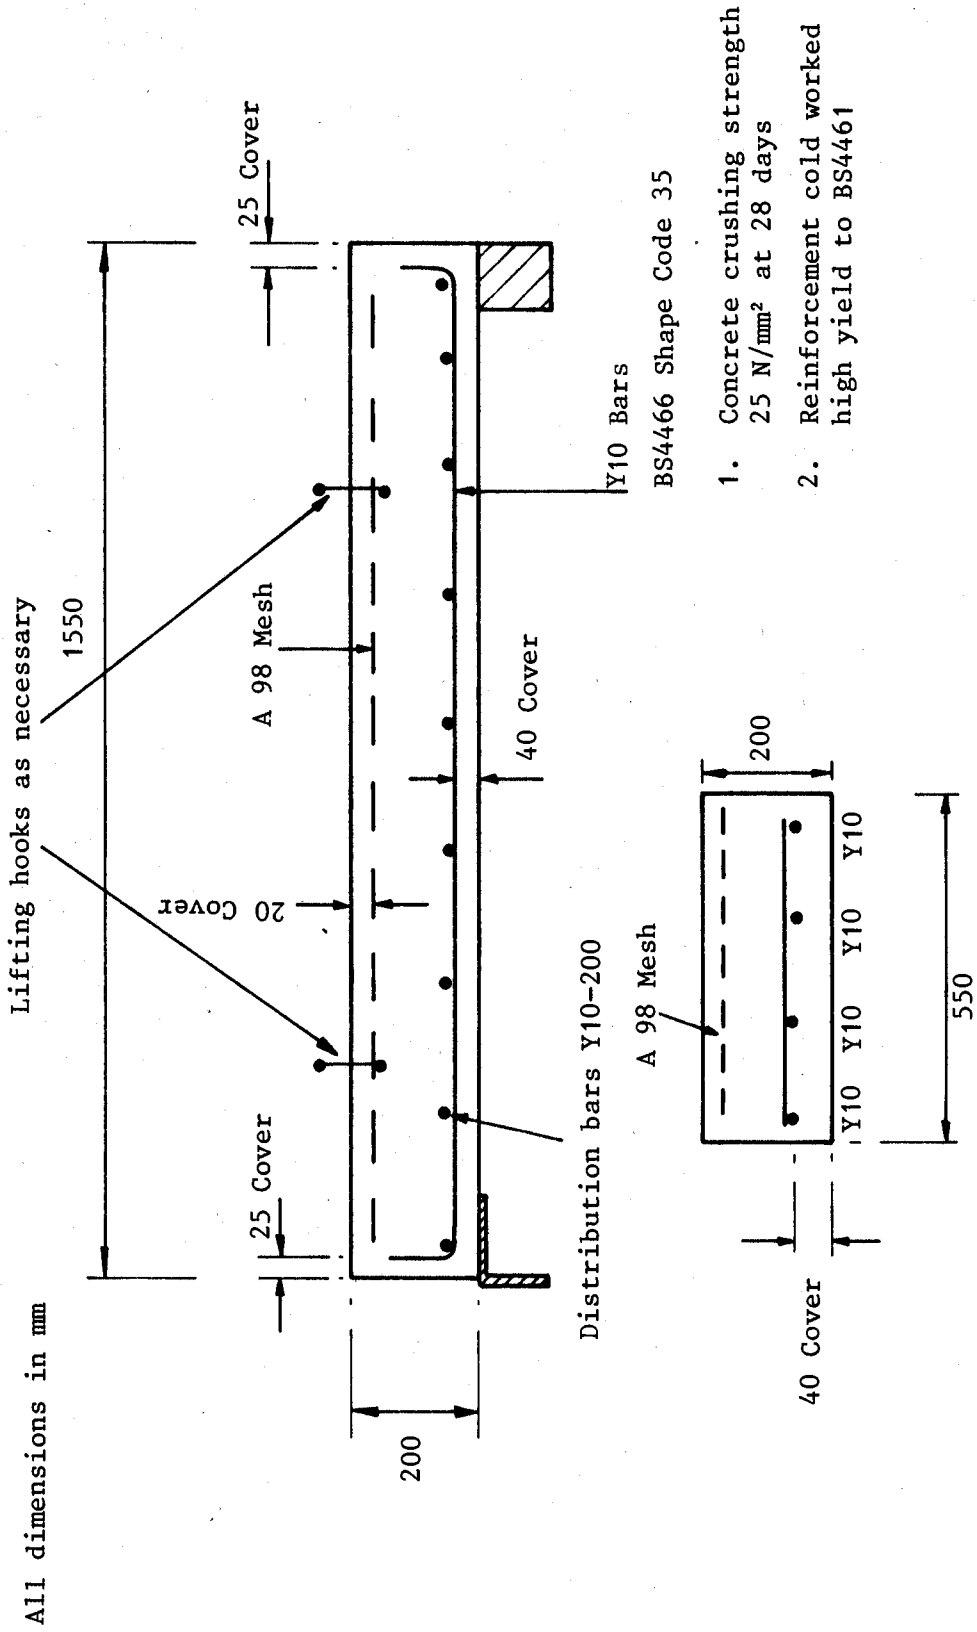 All dimensions in mm
Lifting hooks as necessary
1550
25 Cover
25 Cover
A 98 Mesh
20 Cover
200
40 Cover
Distribution bars Y10-200
Y10 Bars
BS4466 Shape Code 35
A 98 Mesh
200
40 Cover
Y10 Y10 Y10 Y10
550
1. Concrete crushing strength
25 N/mm² at 28 days
2. Reinforcement cold worked
high yield to BS4461